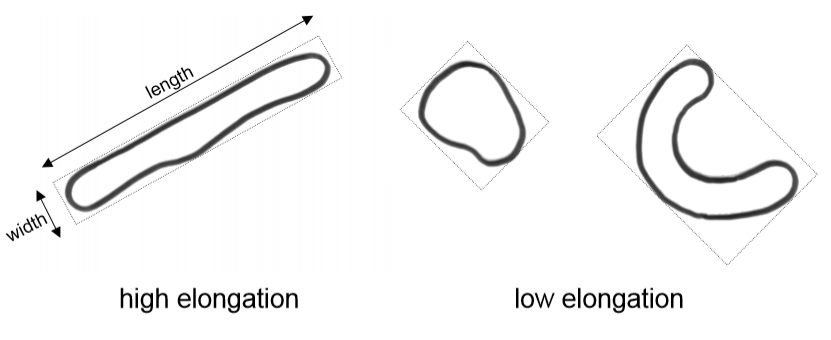 length
width
high elongation
low elongation